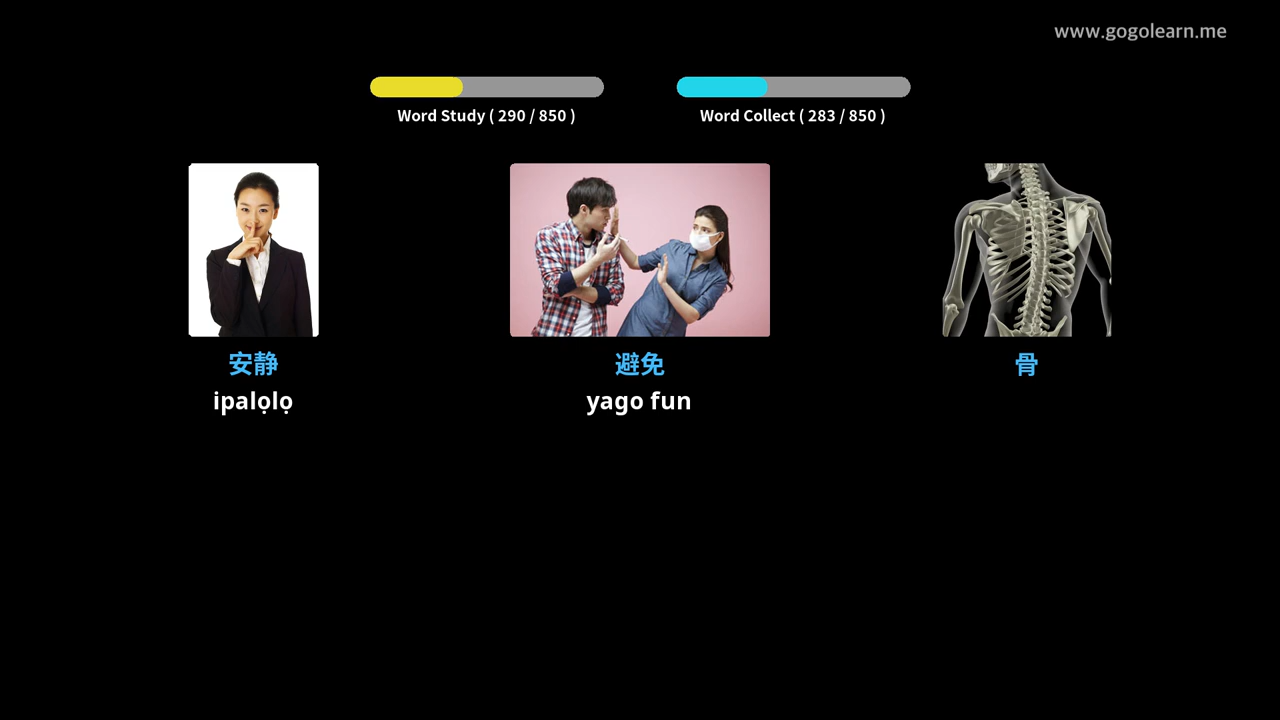 www.gogolearn.me
Word Study ( 290 / 850 )
Word Collect ( 283 / 850 )
安静
ipalọlọ
避免
yago fun
骨